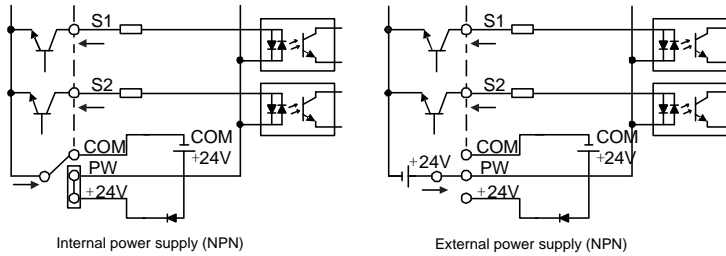 S1
S2
COM
COM
+24V
PW
+24V
Internal power supply (NPN)
S1
S2
COM
COM
+24V
+24V
PW
+24V
External power supply (NPN)